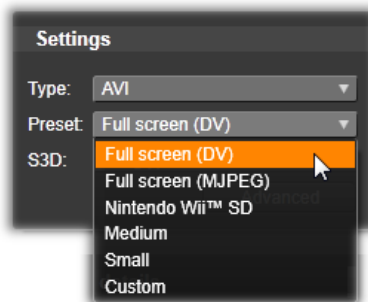 Settings
Type: AVI
Preset: Full screen (DV)
S3D: Full screen (DV)
Full screen (MJPEG)
Nintendo Wii™ SD
Advanced
Medium
Small
Custom